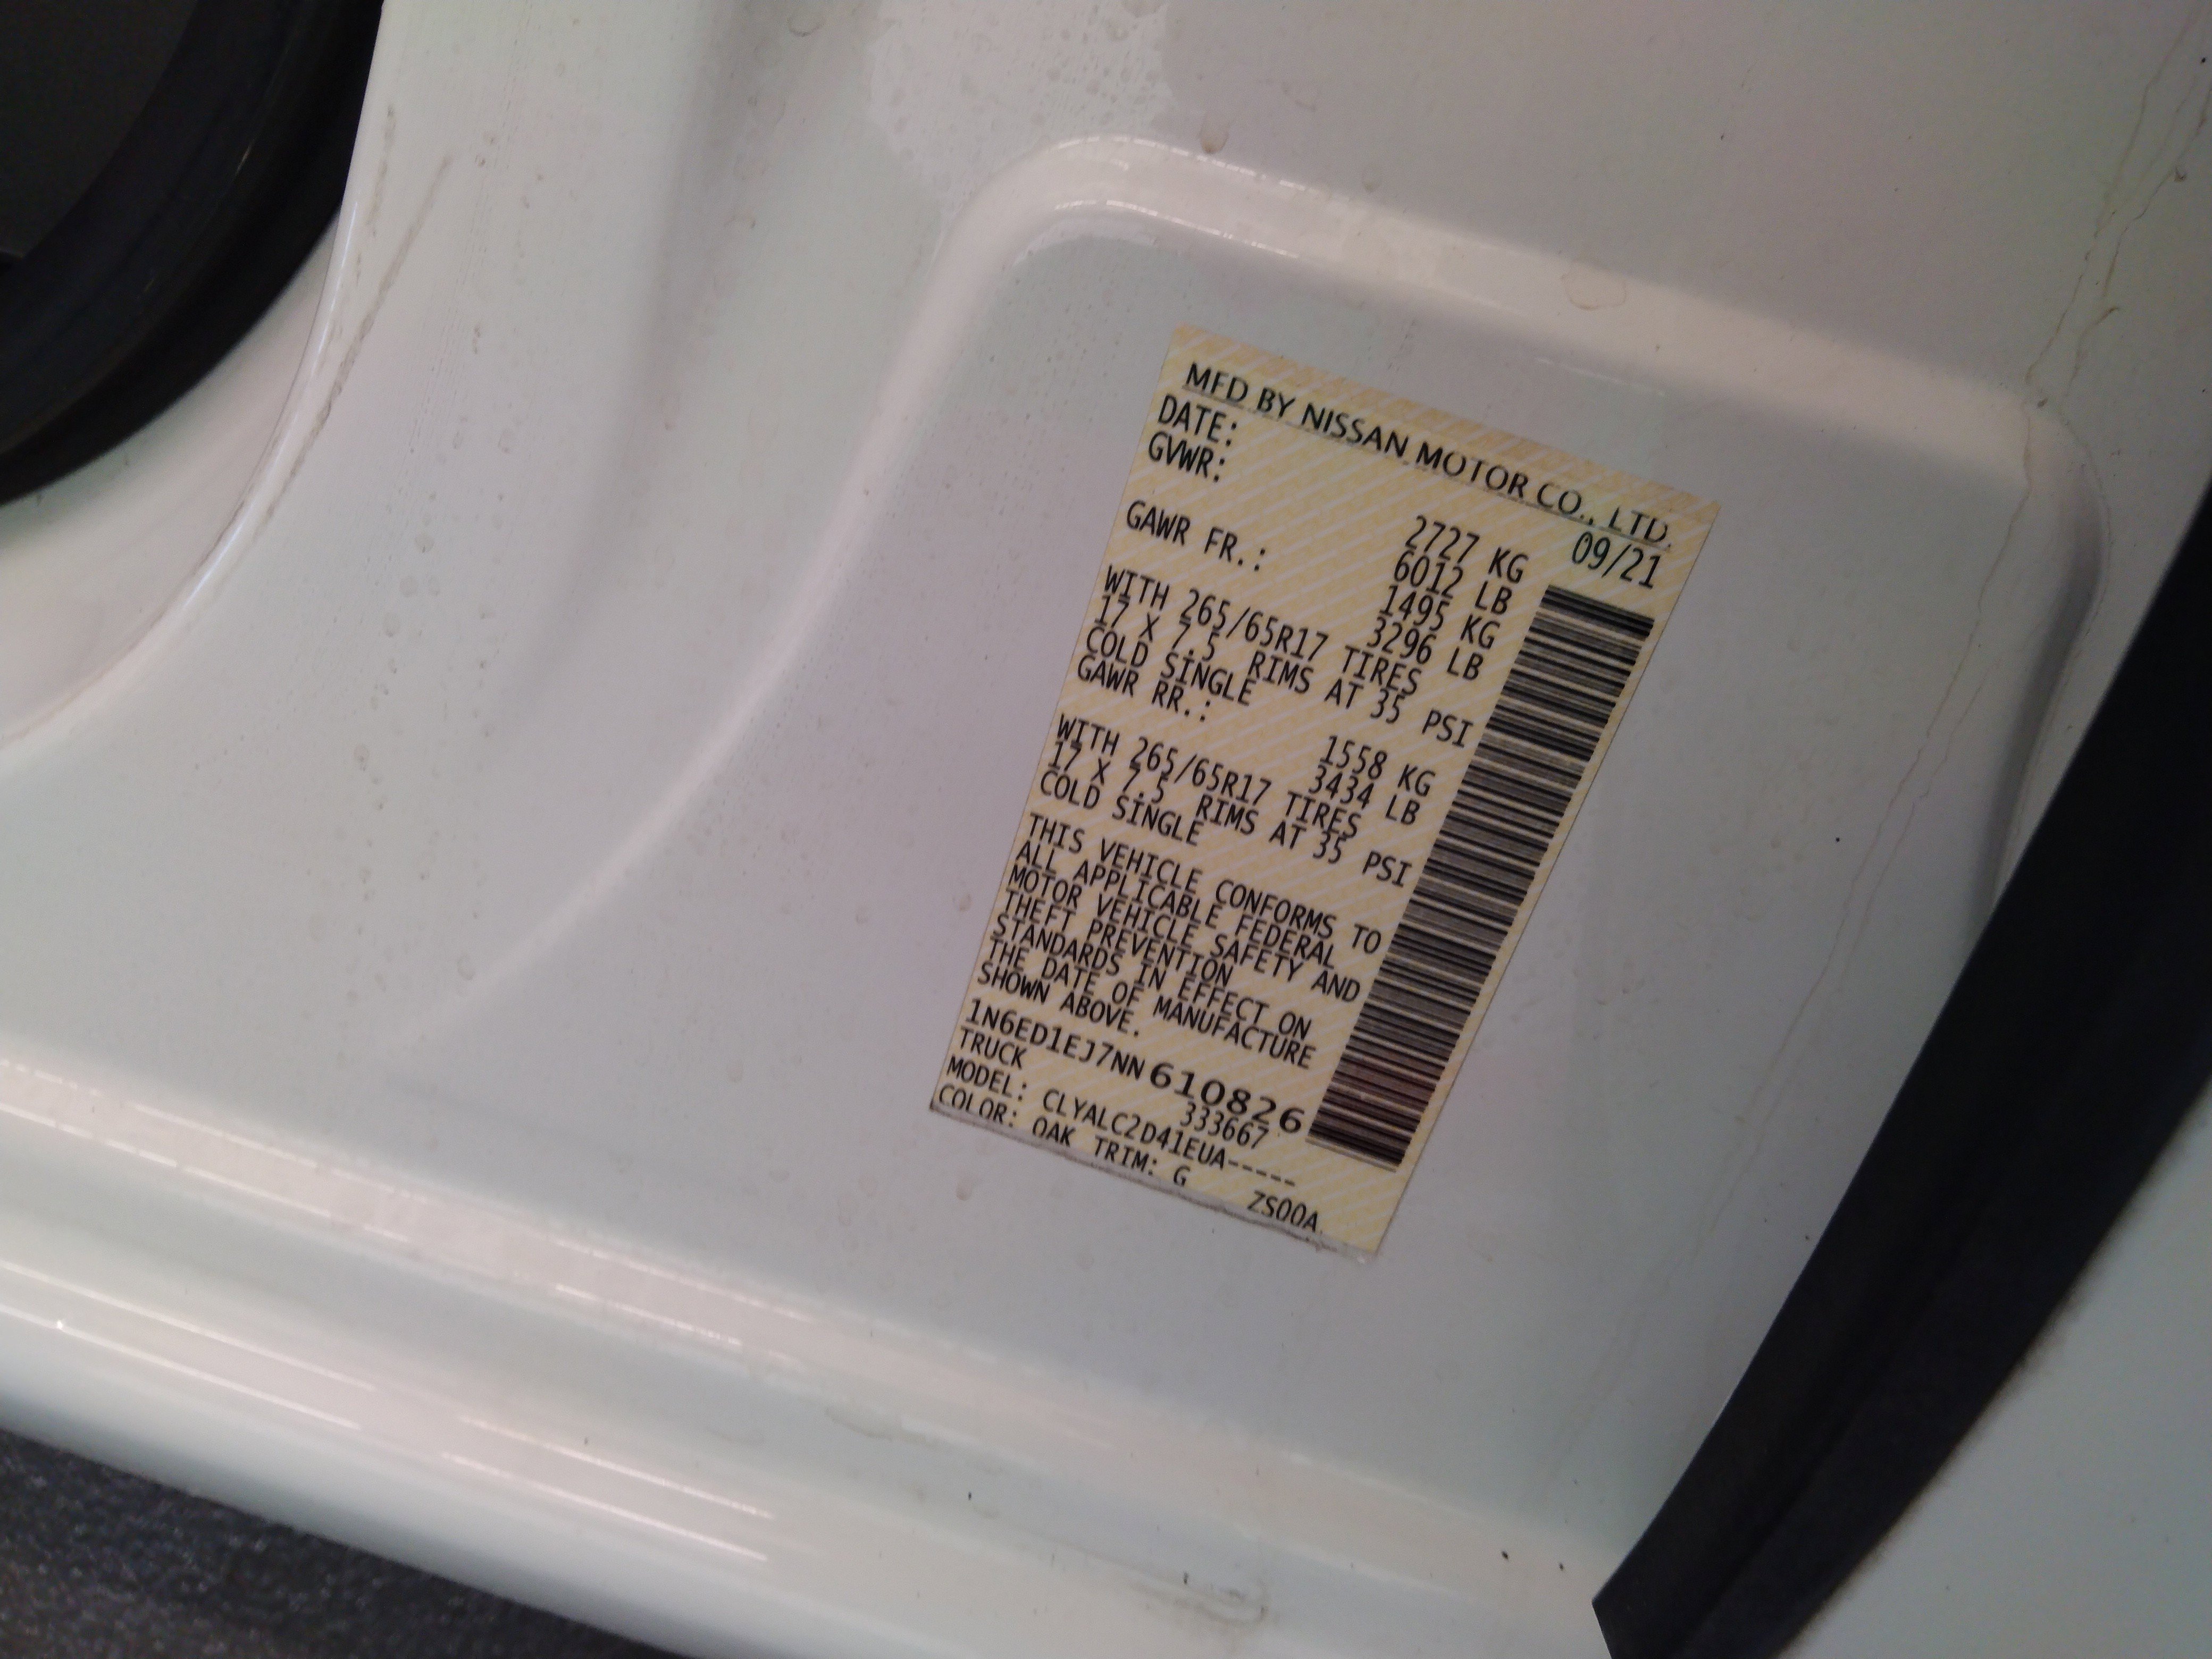 MFD BY NISSAN MOTOR CO., LTD.
DATE: 09/21
GVWR: 2727 KG
6012 LB
GAWR FR.: 1495 KG
3296 LB
WITH 265/65R17 TIRES
17 X 7.5 RIMS AT 35 PSI
COLD SINGLE
GAWR RR.: 1558 KG
3434 LB
WITH 265/65R17 TIRES
17 X 7.5 RIMS AT 35 PSI
COLD SINGLE
THIS VEHICLE CONFORMS TO
ALL APPLICABLE FEDERAL
MOTOR VEHICLE SAFETY AND
THEFT PREVENTION
STANDARDS IN EFFECT ON
THE DATE OF MANUFACTURE
SHOWN ABOVE.
1N6ED1EJ7NN610826
TRUCK 333667
MODEL: CLYALC2D41EUA-----
COLOR: QAK TRIM: G ZS00A